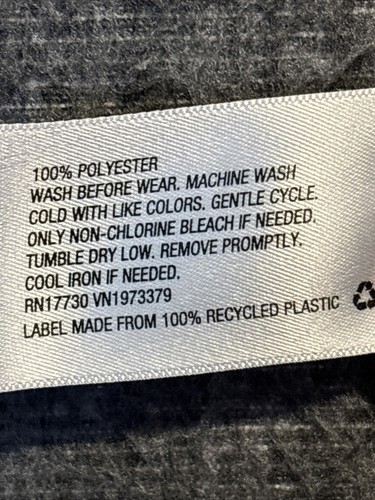 100% POLYESTER
WASH BEFORE WEAR. MACHINE WASH
COLD WITH LIKE COLORS. GENTLE CYCLE.
ONLY NON-CHLORINE BLEACH IF NEEDED.
TUMBLE DRY LOW. REMOVE PROMPTLY.
COOL IRON IF NEEDED.
RN17730 VN1973379
LABEL MADE FROM 100% RECYCLED PLASTIC